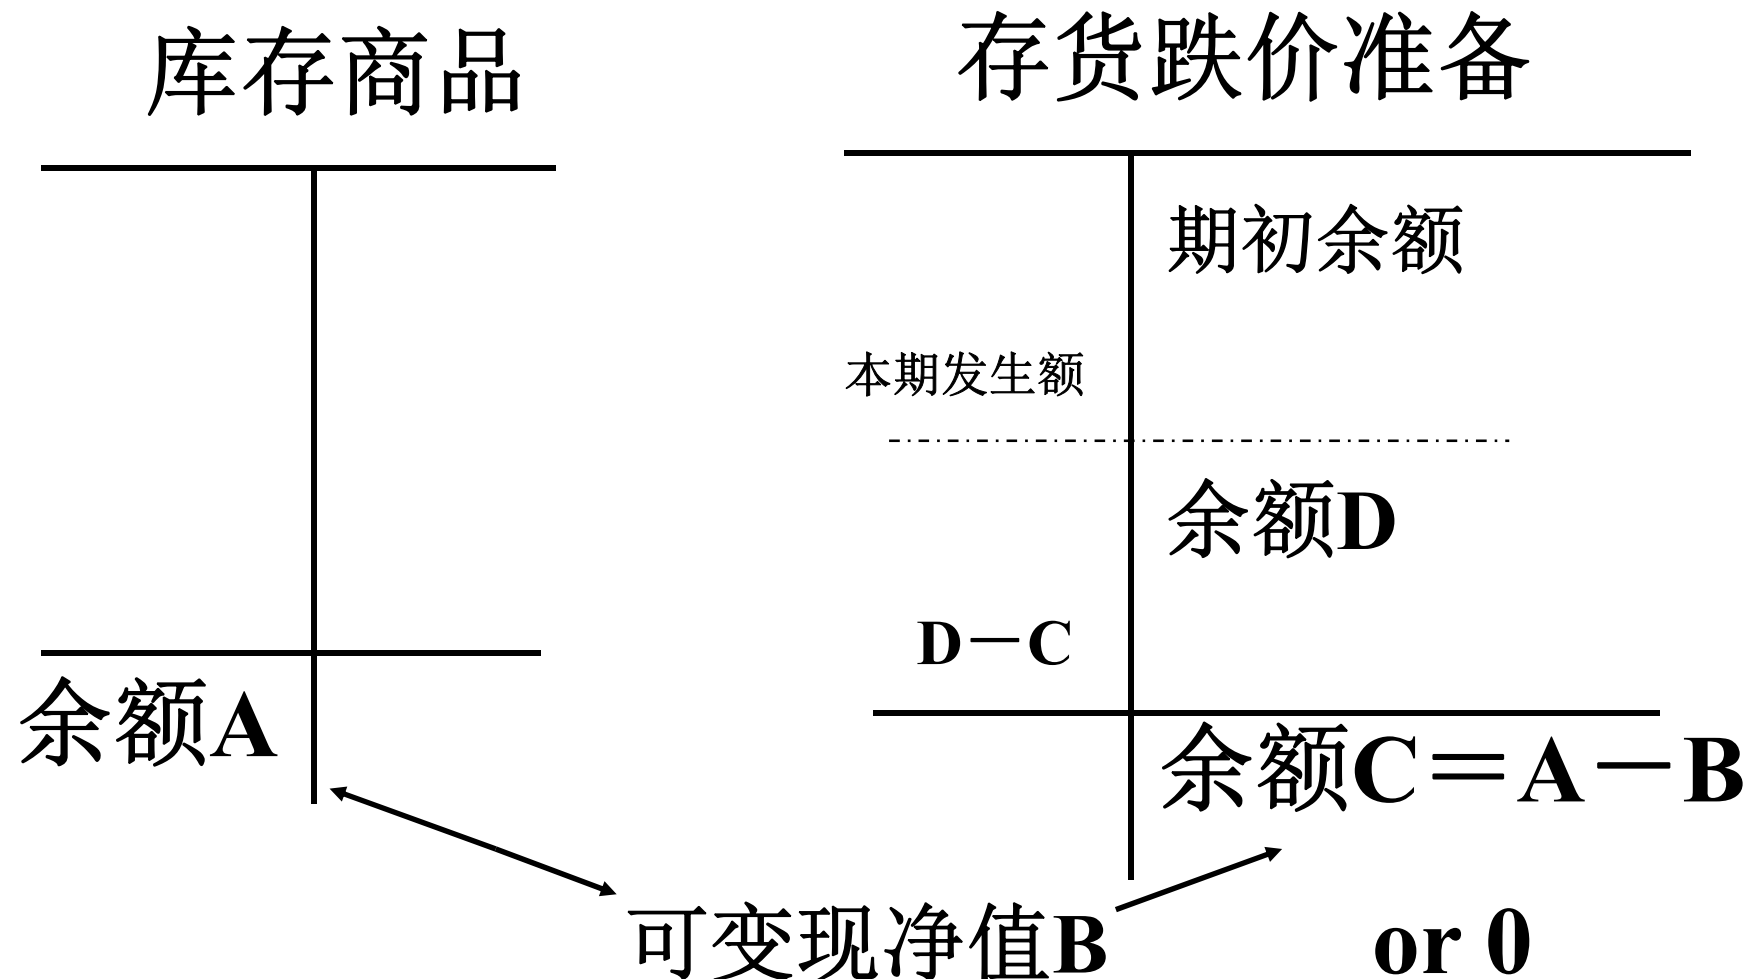 库存商品
存货跌价准备
期初余额
本期发生额
余额D
D－C
余额A
余额C＝A－B
可变现净值B
or 0